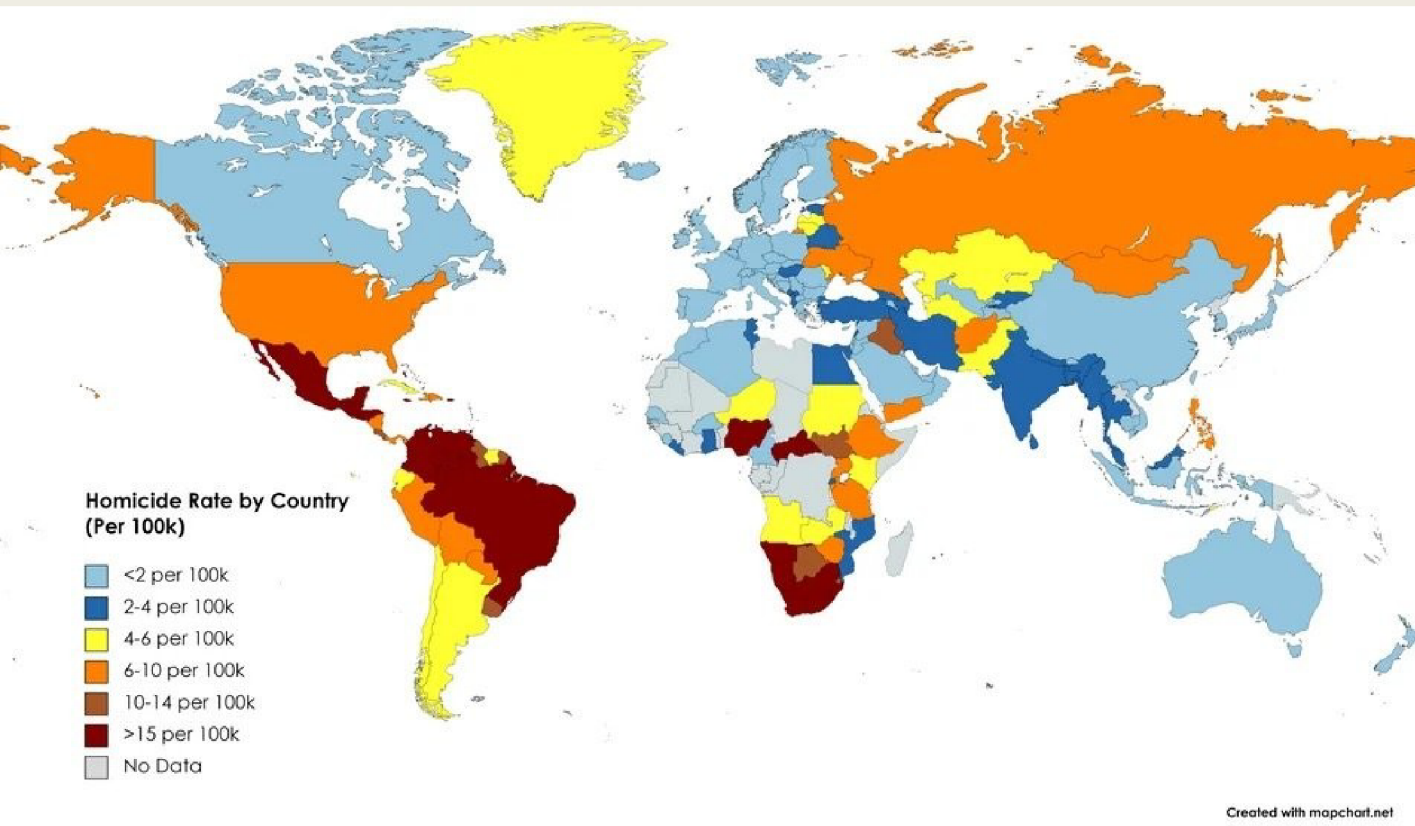 Homicide Rate by Country
(Per 100k)
<2 per 100k
2-4 per 100k
4-6 per 100k
6-10 per 100k
10-14 per 100k
>15 per 100k
No Data
Created with mapchart.net